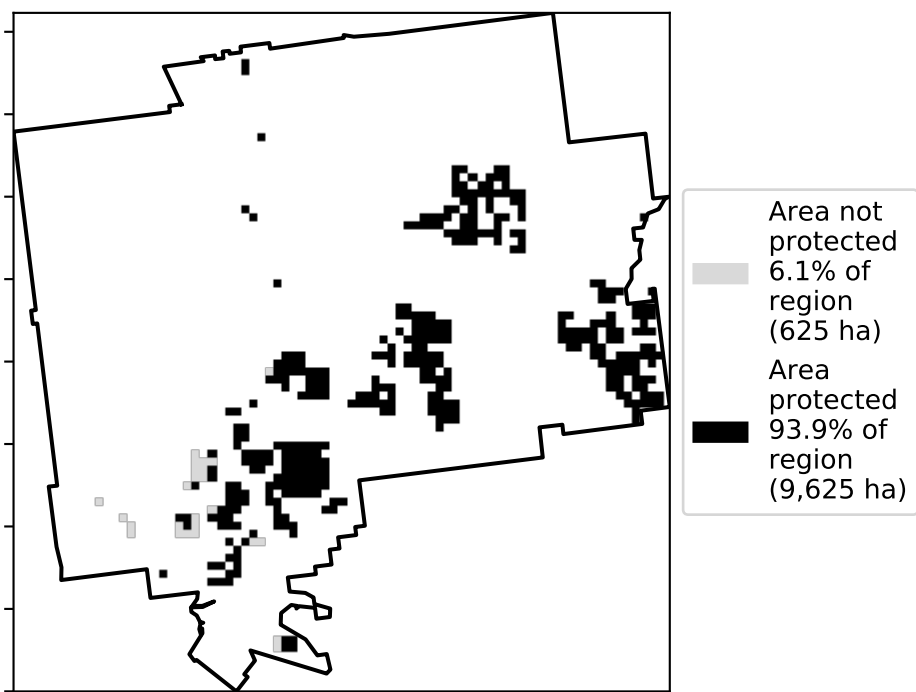 Area not
protected
6.1% of
region
(625 ha)
Area
protected
93.9% of
region
(9,625 ha)